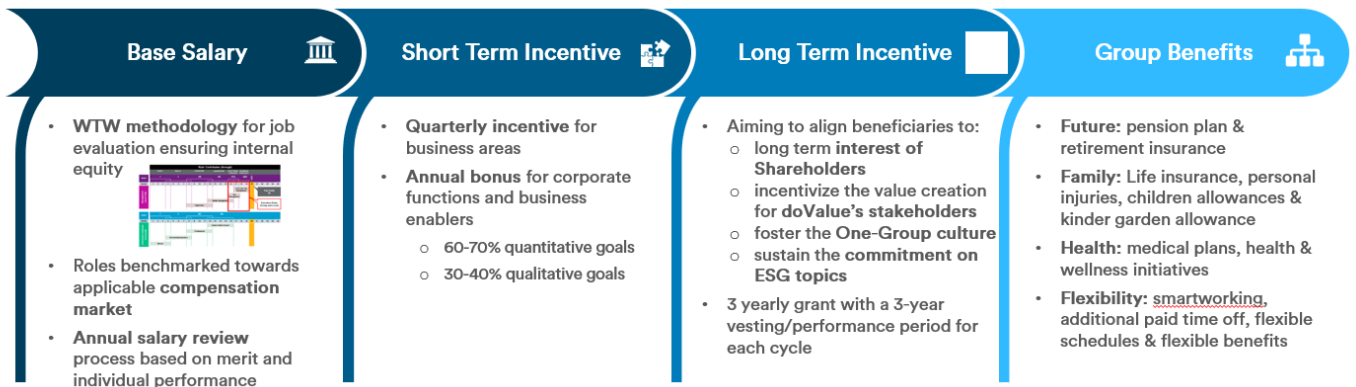 Base Salary
Short Term Incentive
Long Term Incentive
Group Benefits
• WTW methodology for job
evaluation ensuring internal
equity
• Roles benchmarked towards
applicable compensation
market
• Annual salary review
process based on merit and
individual performance
• Quarterly incentive for
business areas
• Annual bonus for corporate
functions and business
enablers
o 60-70% quantitative goals
o 30-40% qualitative goals
• Aiming to align beneficiaries to:
o long term interest of
Shareholders
o incentivize the value creation
for doValue's stakeholders
o foster the One-Group culture
o sustain the commitment on
ESG topics
• 3 yearly grant with a 3-year
vesting/performance period for
each cycle
• Future: pension plan &
retirement insurance
• Family: Life insurance, personal
injuries, children allowances &
kinder garden allowance
• Health: medical plans, health &
wellness initiatives
• Flexibility: smartworking,
additional paid time off, flexible
schedules & flexible benefits